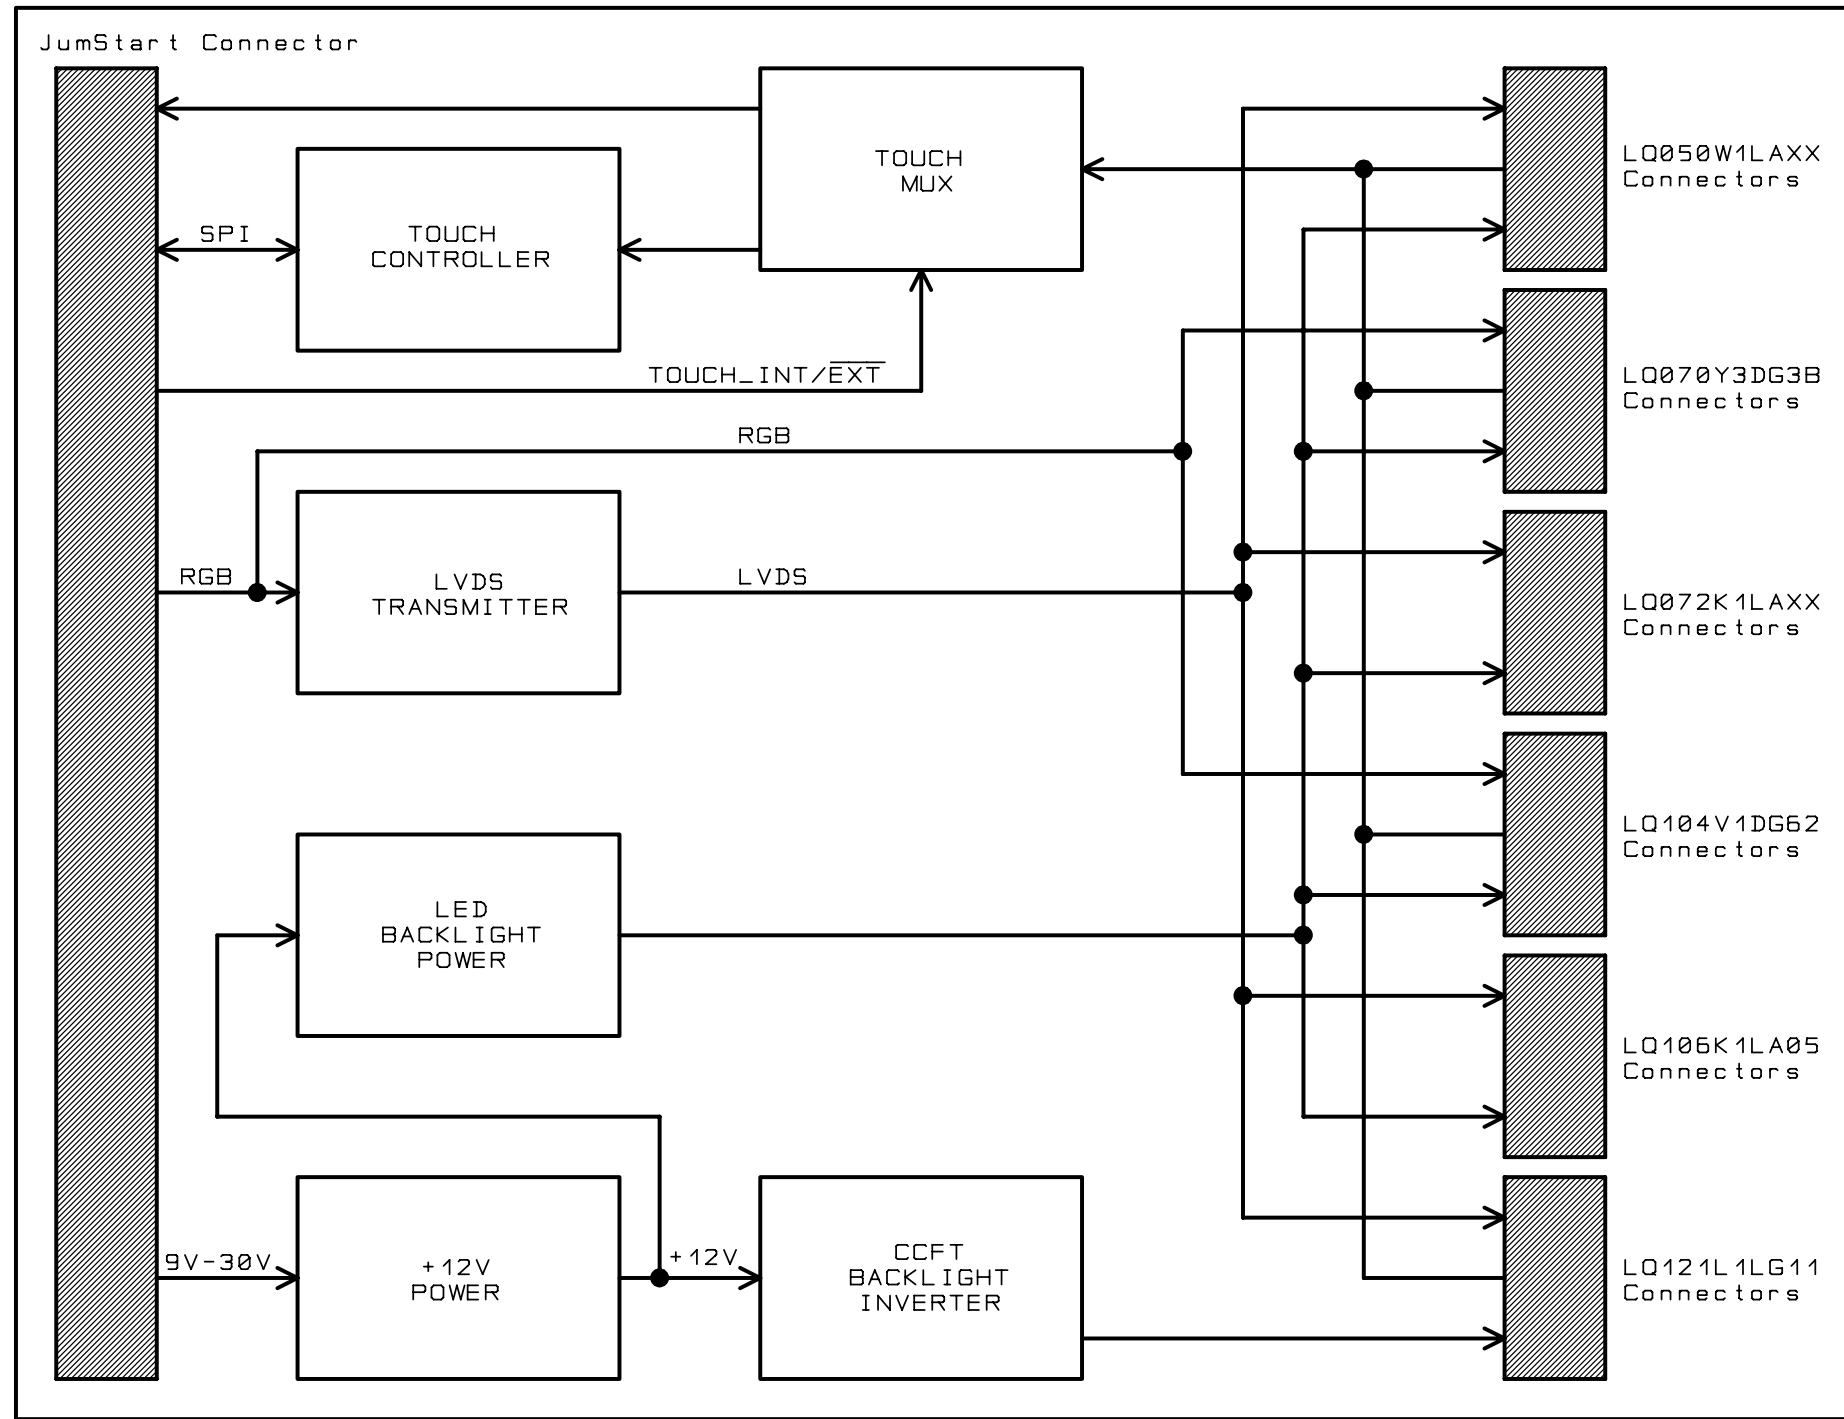 JumStart Connector
TOUCH
MUX
LQ050W1LAXX
Connectors
SPI
TOUCH
CONTROLLER
TOUCH_INT/EXT
LQ070Y3DG3B
Connectors
RGB
RGB
LVDS
TRANSMITTER
LVDS
LQ072K1LAXX
Connectors
LQ104V1DG62
Connectors
LED
BACKLIGHT
POWER
LQ106K1LA05
Connectors
9V-30V
+12V
POWER
+12V
CCFT
BACKLIGHT
INVERTER
LQ121L1LG11
Connectors